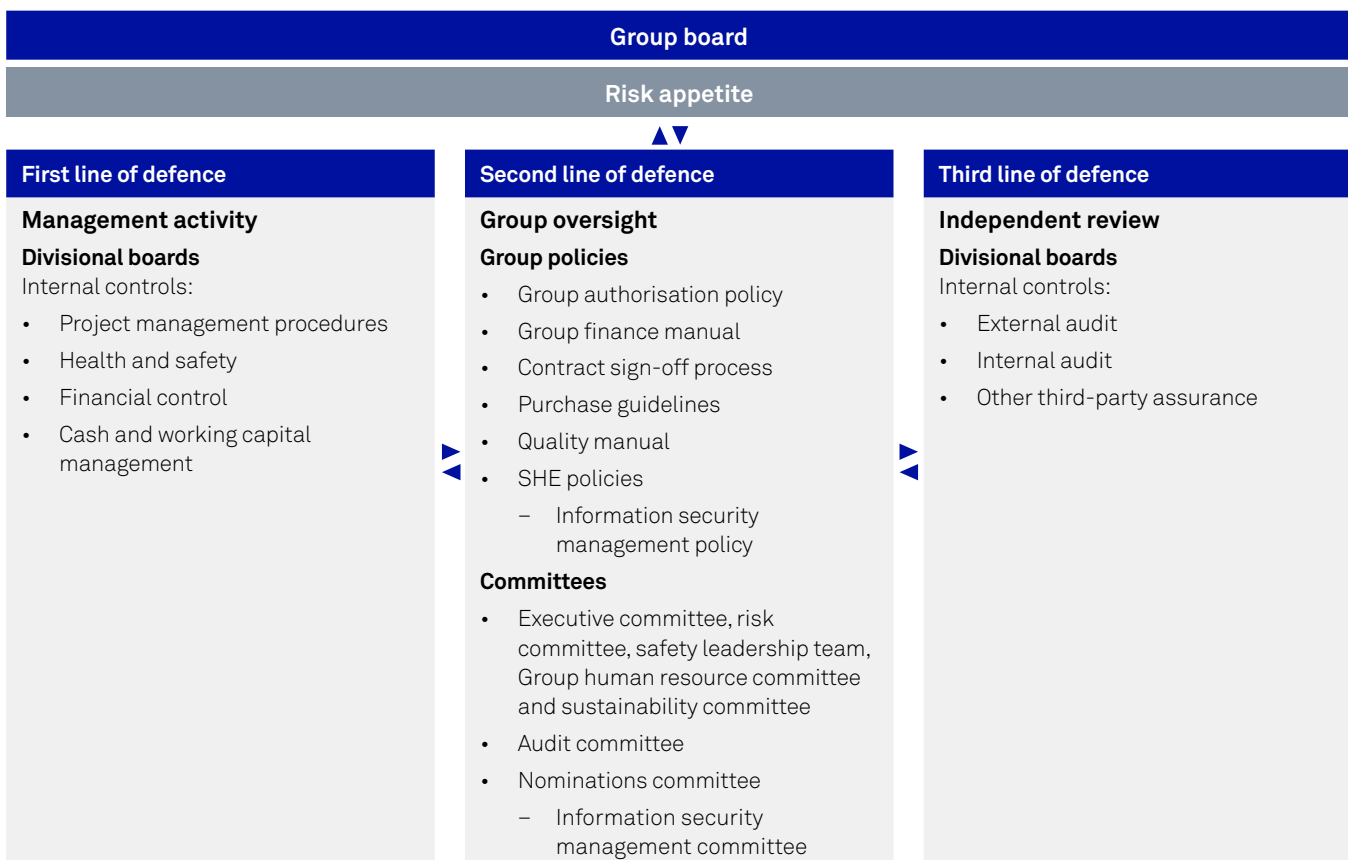 Group board
Risk appetite
First line of defence
Management activity
Divisional boards
Internal controls:
• Project management procedures
• Health and safety
• Financial control
• Cash and working capital
management
Second line of defence
Group oversight
Group policies
• Group authorisation policy
• Group finance manual
• Contract sign-off process
• Purchase guidelines
• Quality manual
• SHE policies
– Information security
management policy
Committees
• Executive committee, risk
committee, safety leadership team,
Group human resource committee
and sustainability committee
• Audit committee
• Nominations committee
– Information security
management committee
Third line of defence
Independent review
Divisional boards
Internal controls:
• External audit
• Internal audit
• Other third-party assurance